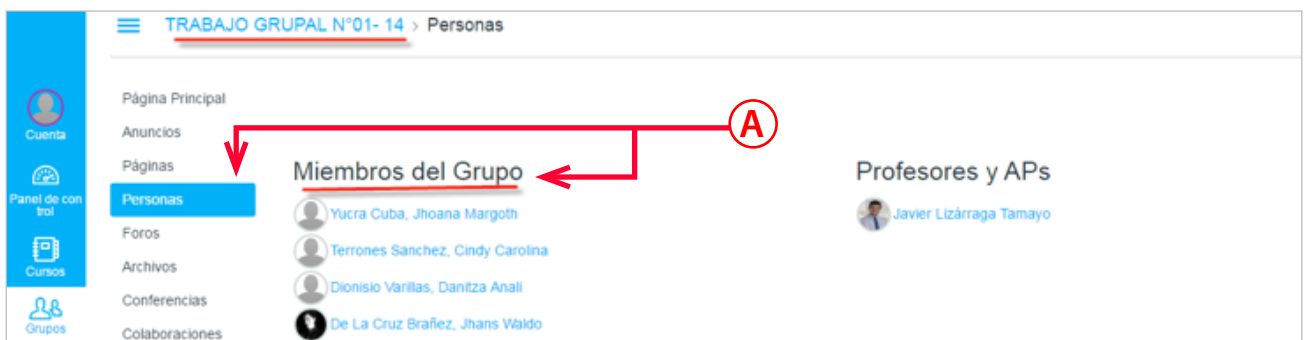 TRABAJO GRUPAL N°01- 14 > Personas
Cuenta
Panel de con
trol
Cursos
Grupos
Página Principal
Anuncios
Páginas
Personas
Foros
Archivos
Conferencias
Colaboraciones
A
Miembros del Grupo
Yucra Cuba, Jhoana Margoth
Terrones Sanchez, Cindy Carolina
Dionisio Varillas, Danitza Anali
De La Cruz Brañez, Jhans Waldo
Profesores y APs
Javier Lizárraga Tamayo